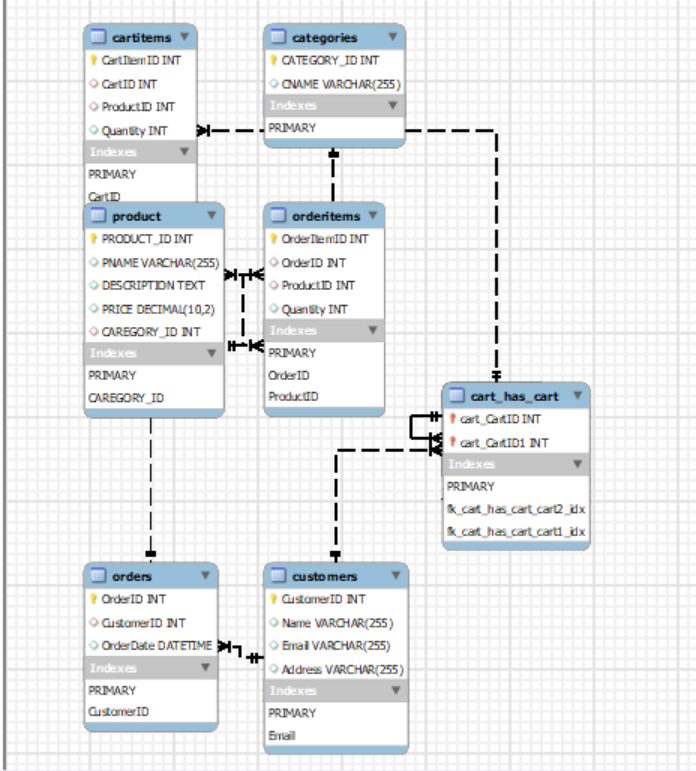 cartitems
CartItemID INT
CartID INT
ProductID INT
Quantity INT
Indexes
PRIMARY
CartID
categories
CATEGORY_ID INT
CNAME VARCHAR(255)
Indexes
PRIMARY
product
PRODUCT_ID INT
PNAME VARCHAR(255)
DESCRIPTION TEXT
PRICE DECIMAL(10,2)
CAREGORY_ID INT
Indexes
PRIMARY
CAREGORY_ID
orderitems
OrderItemID INT
OrderID INT
ProductID INT
Quantity INT
Indexes
PRIMARY
OrderID
ProductID
cart_has_cart
cart_CartID INT
cart_CartID1 INT
Indexes
PRIMARY
fk_cart_has_cart_cart2_idx
fk_cart_has_cart_cart1_idx
orders
OrderID INT
CustomerID INT
OrderDate DATETIME
Indexes
PRIMARY
CustomerID
customers
CustomerID INT
Name VARCHAR(255)
Email VARCHAR(255)
Address VARCHAR(255)
Indexes
PRIMARY
Email